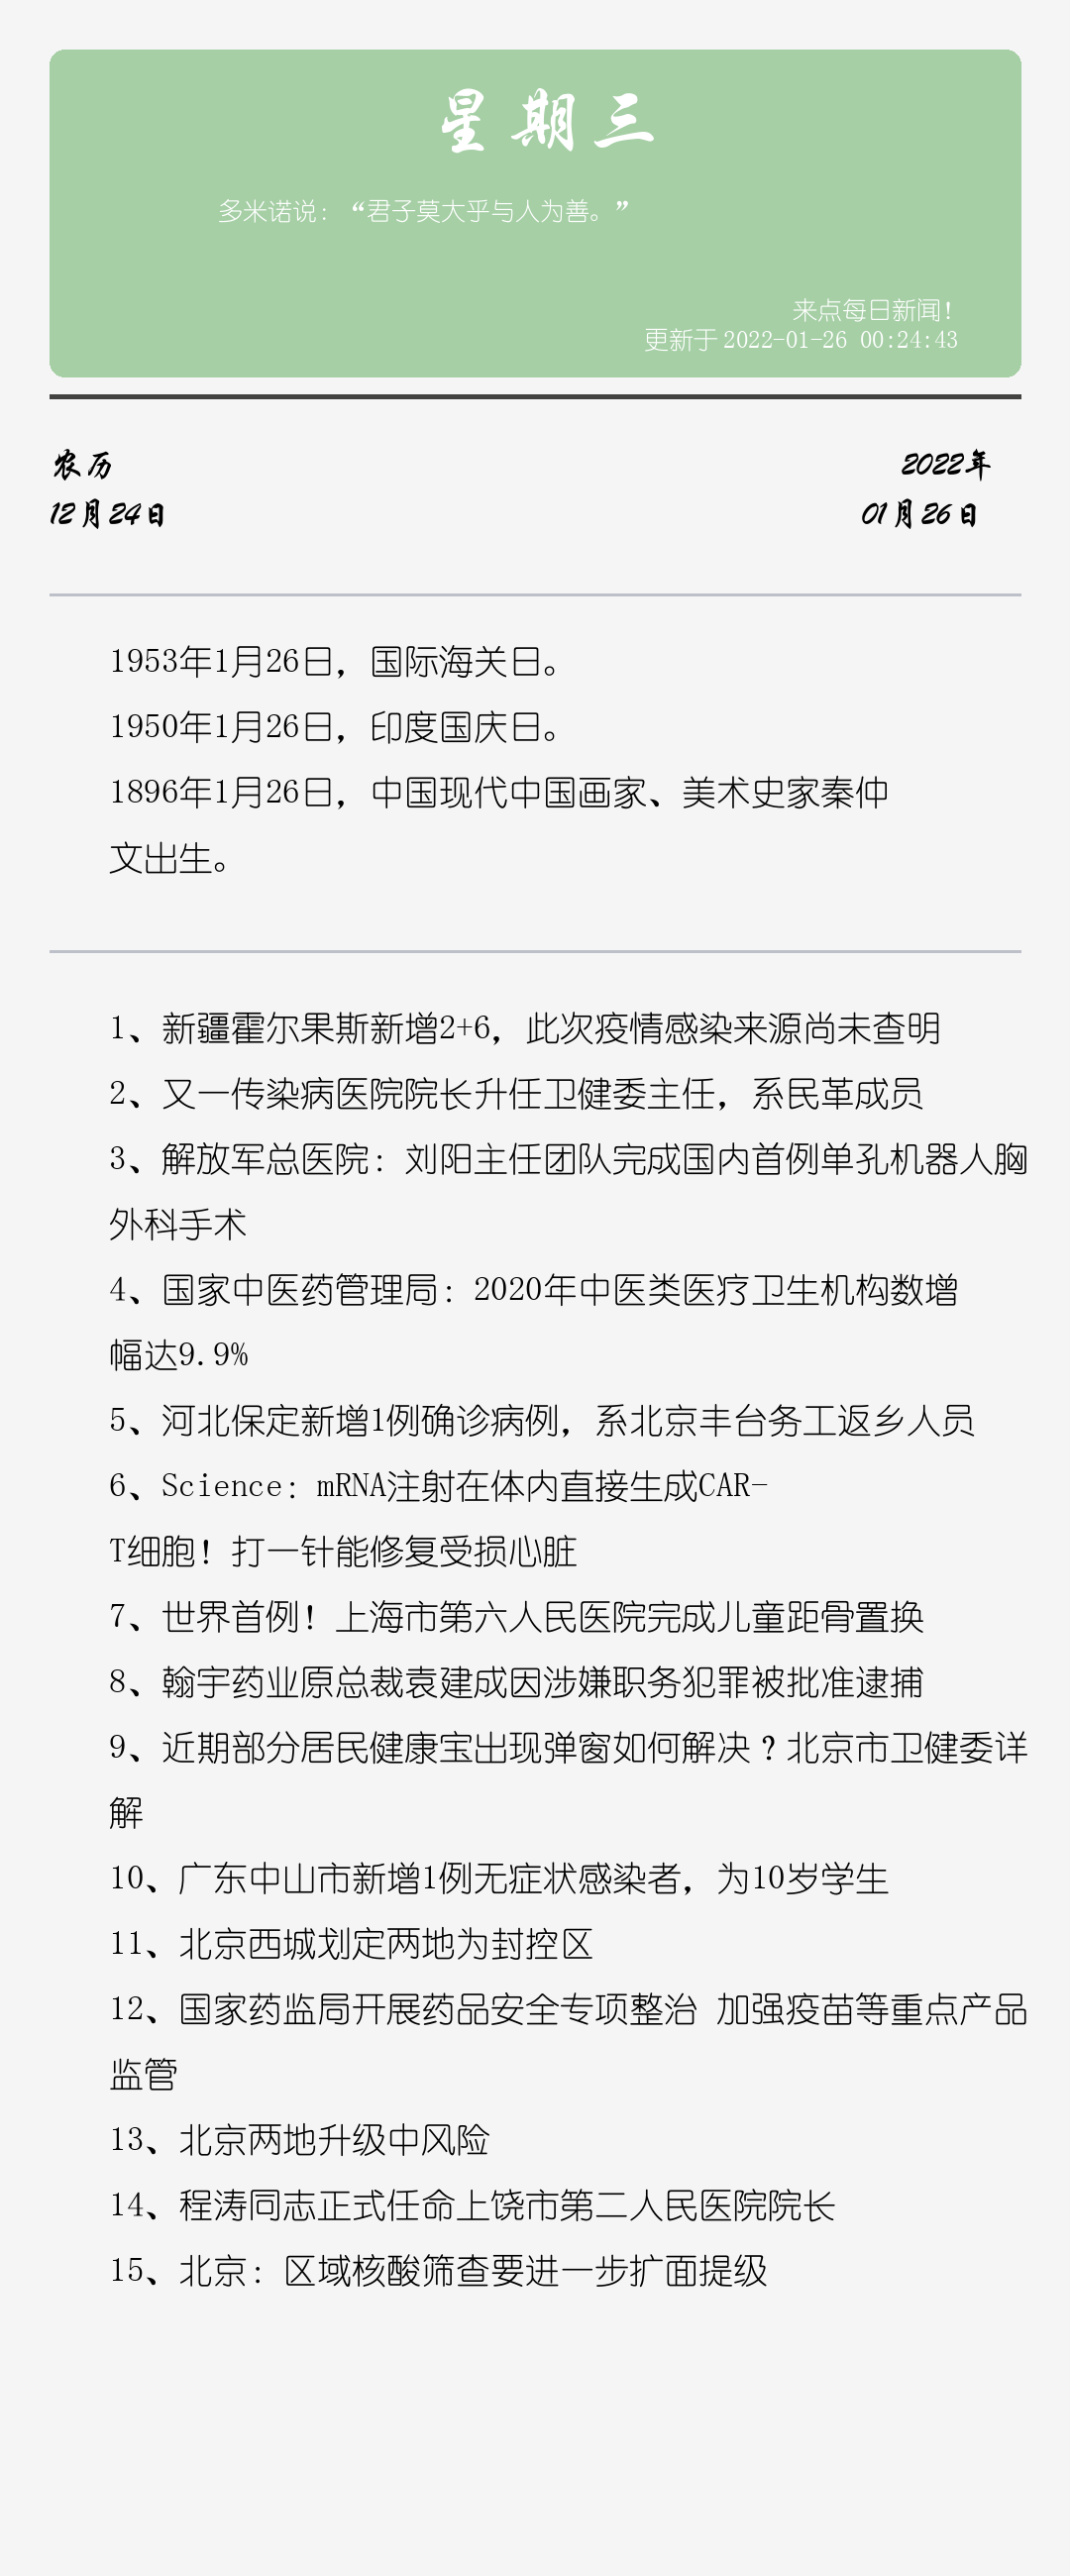 星期三
多米诺说：“君子莫大乎与人为善。”
来点每日新闻！
更新于 2022-01-26 00:24:43
农历
2022年
12月24日
01月26日
1953年1月26日，国际海关日。
1950年1月26日，印度国庆日。
1896年1月26日，中国现代中国画家、美术史家秦仲
文出生。
1、新疆霍尔果斯新增2+6，此次疫情感染来源尚未查明
2、又一传染病医院院长升任卫健委主任，系民革成员
3、解放军总医院：刘阳主任团队完成国内首例单孔机器人胸
外科手术
4、国家中医药管理局：2020年中医类医疗卫生机构数增
幅达9.9%
5、河北保定新增1例确诊病例，系北京丰台务工返乡人员
6、Science：mRNA注射在体内直接生成CAR-
T细胞！打一针能修复受损心脏
7、世界首例！上海市第六人民医院完成儿童距骨置换
8、翰宇药业原总裁袁建成因涉嫌职务犯罪被批准逮捕
9、近期部分居民健康宝出现弹窗如何解决？北京市卫健委详
解
10、广东中山市新增1例无症状感染者，为10岁学生
11、北京西城划定两地为封控区
12、国家药监局开展药品安全专项整治 加强疫苗等重点产品
监管
13、北京两地升级中风险
14、程涛同志正式任命上饶市第二人民医院院长
15、北京：区域核酸筛查要进一步扩面提级